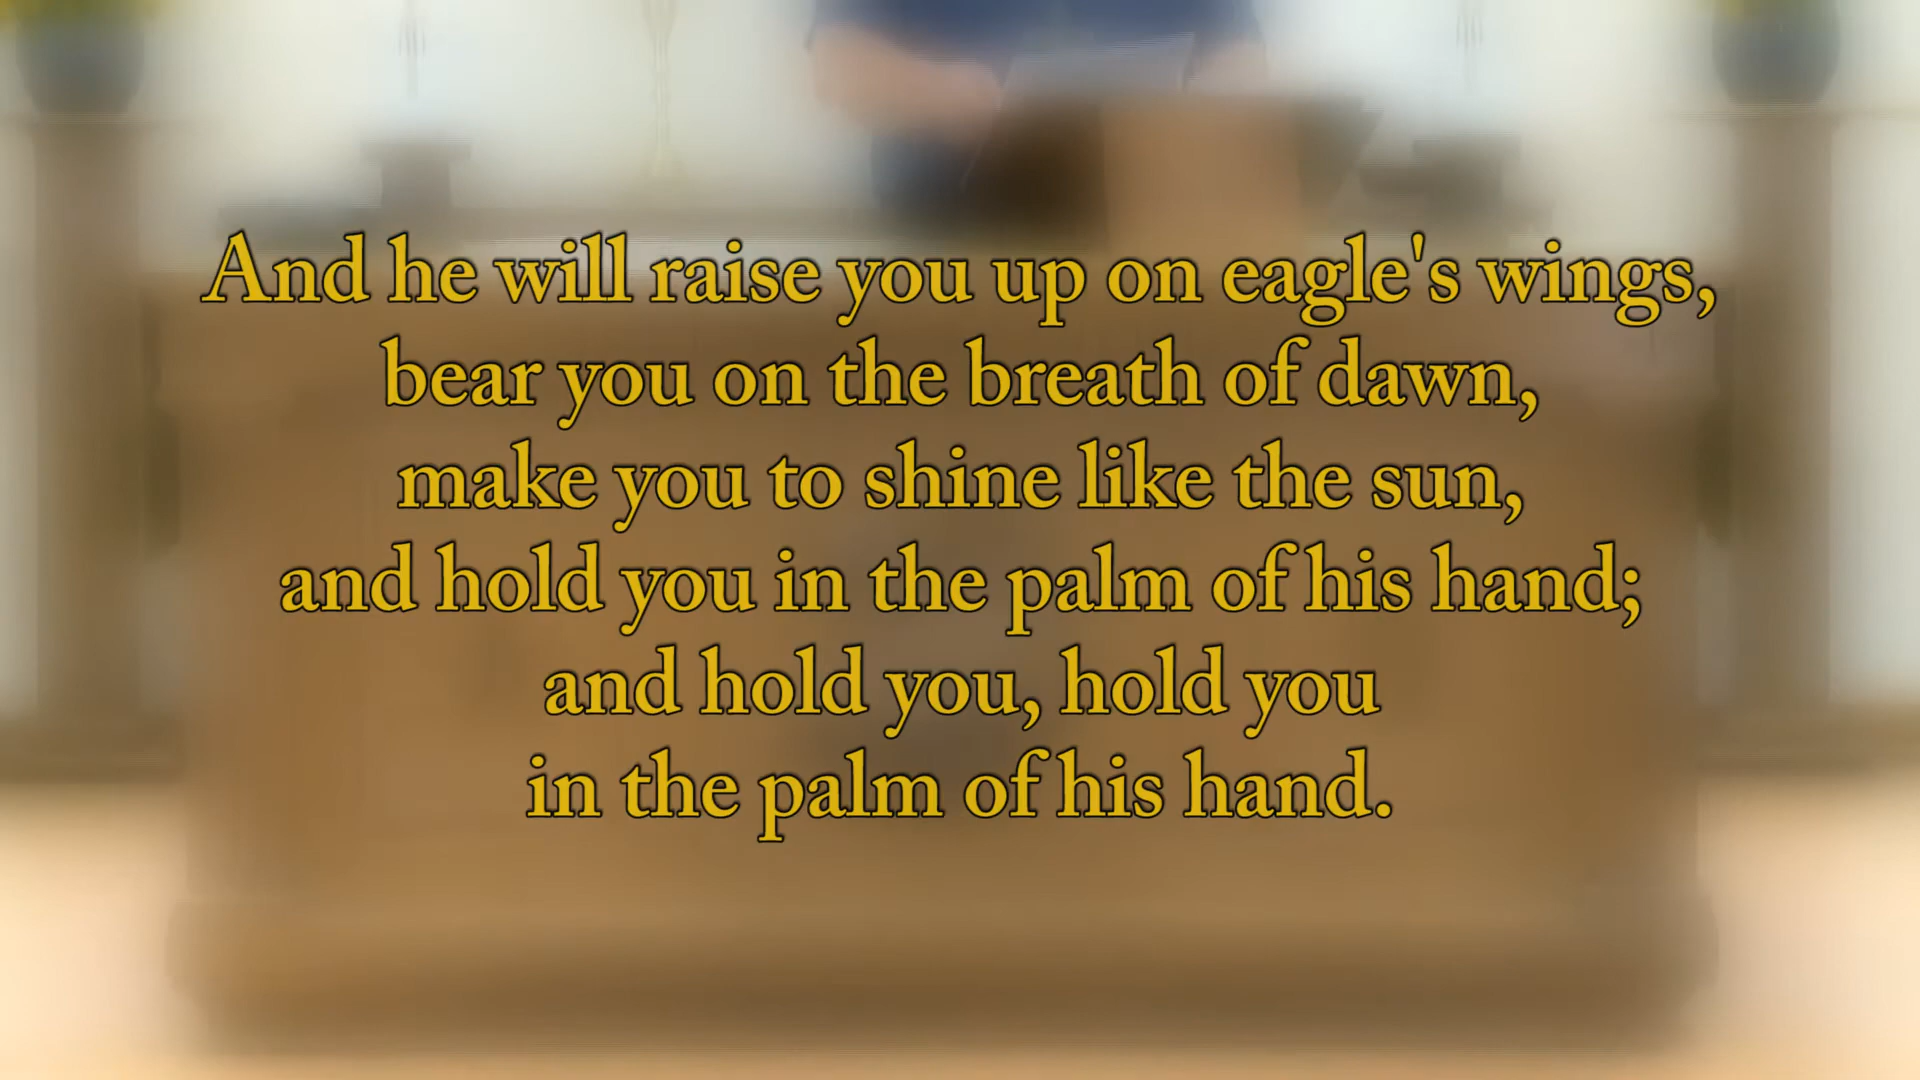 And he will raise you up on eagle's wings,
bear you on the breath of dawn,
make you to shine like the sun,
and hold you in the palm of his hand;
and hold you, hold you
in the palm of his hand.